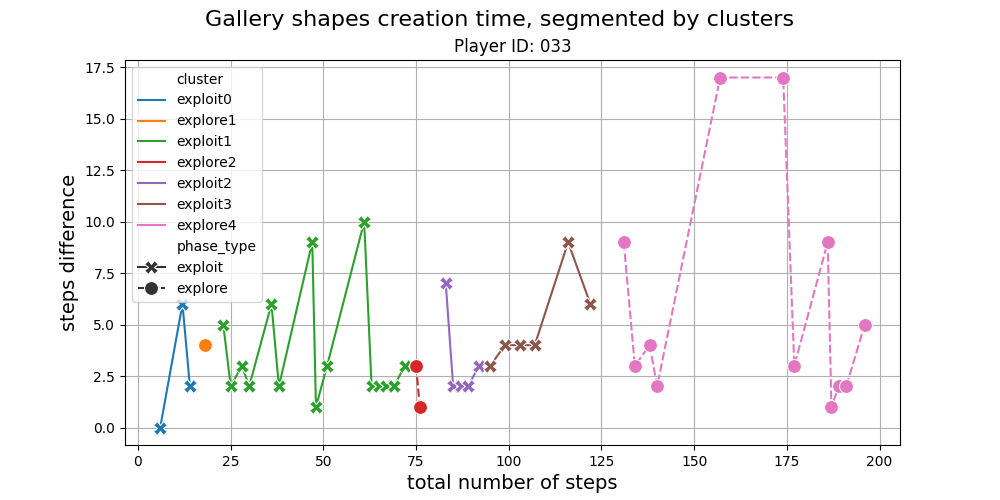 Gallery shapes creation time, segmented by clusters
Player ID: 033
steps difference
17.5
15.0
12.5
10.0
7.5
5.0
2.5
0.0
cluster
exploit0
explore1
exploit1
explore2
exploit2
exploit3
explore4
phase_type
exploit
explore
0 25 50 75 100 125 150 175 200
total number of steps